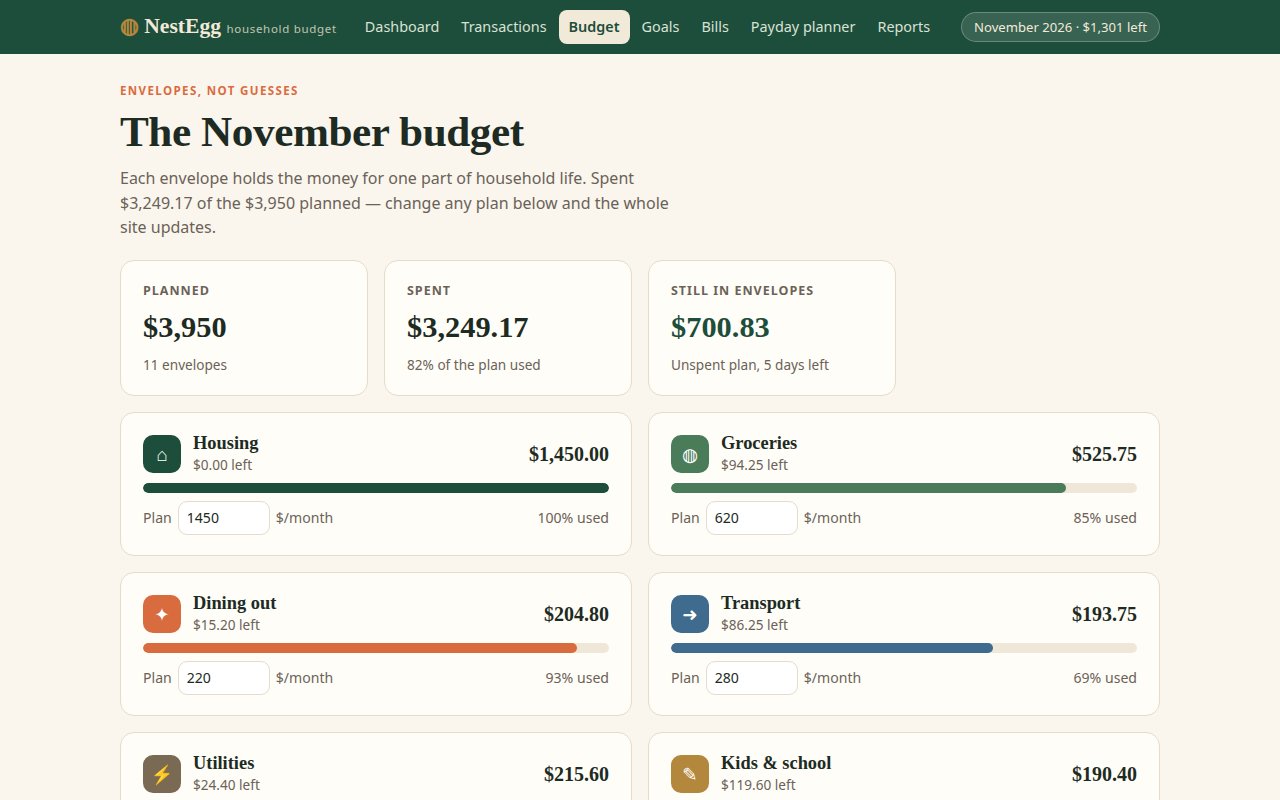 NestEgg household budget
Dashboard
Transactions
Budget
Goals
Bills
Payday planner
Reports
November 2026 · $1,301 left
ENVELOPES, NOT GUESSES
The November budget
Each envelope holds the money for one part of household life. Spent
$3,249.17 of the $3,950 planned — change any plan below and the whole
site updates.
PLANNED
$3,950
11 envelopes
SPENT
$3,249.17
82% of the plan used
STILL IN ENVELOPES
$700.83
Unspent plan, 5 days left
Housing
$0.00 left
$1,450.00
Plan 1450 $/month
100% used
Groceries
$94.25 left
$525.75
Plan 620 $/month
85% used
Dining out
$15.20 left
$204.80
Plan 220 $/month
93% used
Transport
$86.25 left
$193.75
Plan 280 $/month
69% used
Utilities
$24.40 left
$215.60
Kids & school
$119.60 left
$190.40